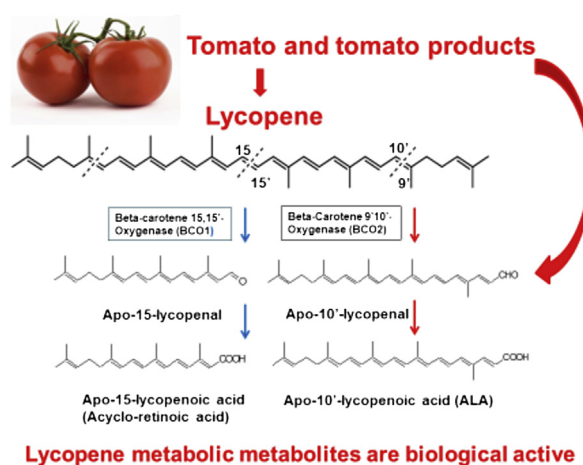 Tomato and tomato products
Lycopene
15
10'
15'
9'
Beta-carotene 15,15'-
Oxygenase (BCO1)
Beta-Carotene 9'10'-
Oxygenase (BCO2)
O
CHO
Apo-15-lycopenal
Apo-10'-lycopenal
COOH
COOH
Apo-15-lycopenoic acid
(Acyclo-retinoic acid)
Apo-10'-lycopenoic acid (ALA)
Lycopene metabolic metabolites are biological active